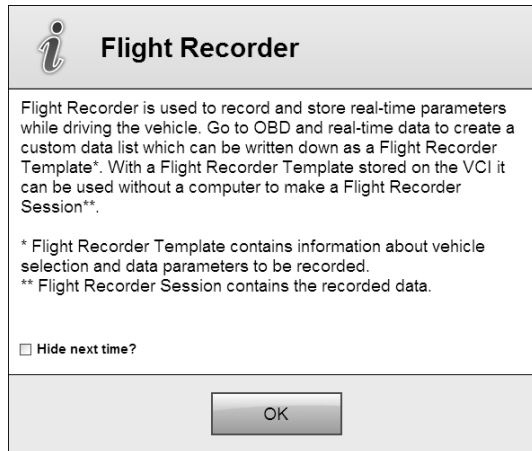 Flight Recorder
Flight Recorder is used to record and store real-time parameters
while driving the vehicle. Go to OBD and real-time data to create a
custom data list which can be written down as a Flight Recorder
Template*. With a Flight Recorder Template stored on the VCI it
can be used without a computer to make a Flight Recorder
Session**.
* Flight Recorder Template contains information about vehicle
selection and data parameters to be recorded.
** Flight Recorder Session contains the recorded data.
Hide next time?
OK